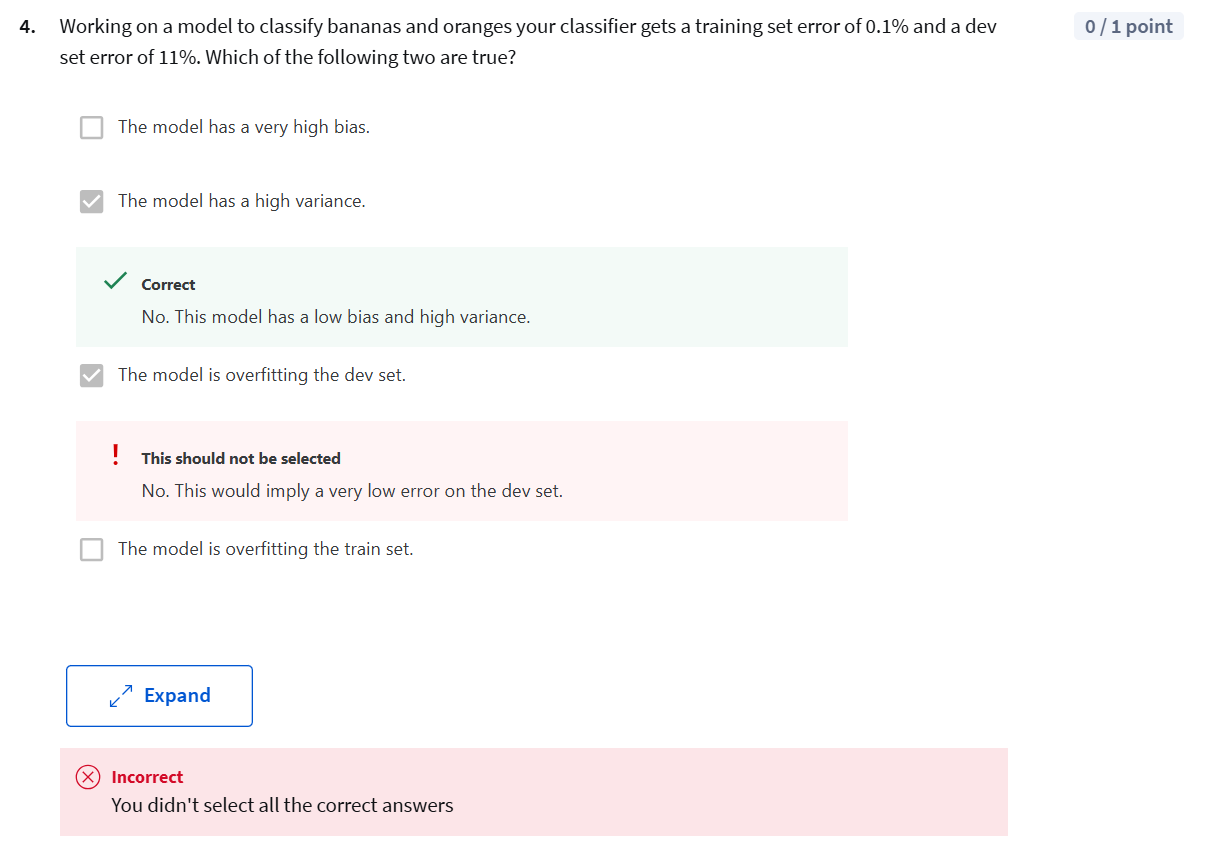 4. Working on a model to classify bananas and oranges your classifier gets a training set error of 0.1% and a dev
0 / 1 point
set error of 11%. Which of the following two are true?
The model has a very high bias.
The model has a high variance.
Correct
No. This model has a low bias and high variance.
The model is overfitting the dev set.
! This should not be selected
No. This would imply a very low error on the dev set.
The model is overfitting the train set.
Expand
Incorrect
You didn't select all the correct answers